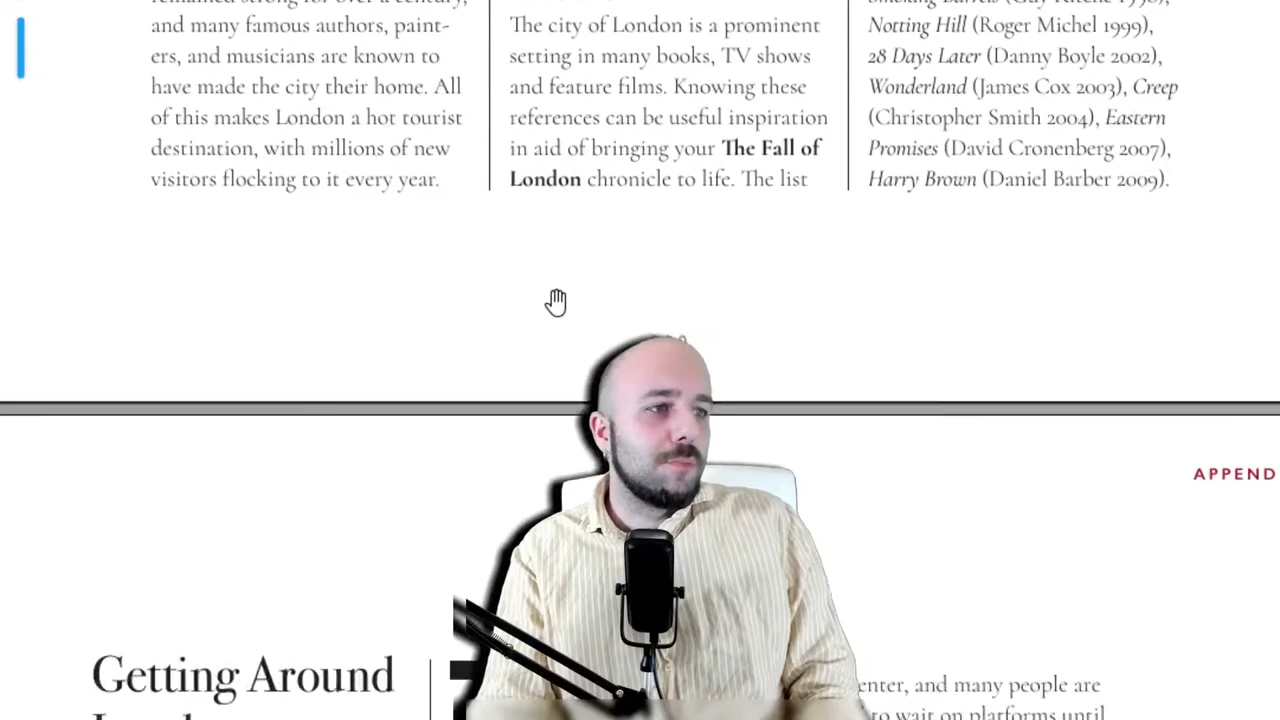 and many famous authors, paint-
ers, and musicians are known to
have made the city their home. All
of this makes London a hot tourist
destination, with millions of new
visitors flocking to it every year.
The city of London is a prominent
setting in many books, TV shows
and feature films. Knowing these
references can be useful inspiration
in aid of bringing your The Fall of
London chronicle to life. The list
Notting Hill (Roger Michel 1999),
28 Days Later (Danny Boyle 2002),
Wonderland (James Cox 2003), Creep
(Christopher Smith 2004), Eastern
Promises (David Cronenberg 2007),
Harry Brown (Daniel Barber 2009).
APPEND
Getting Around
enter, and many people are
to wait on platforms until